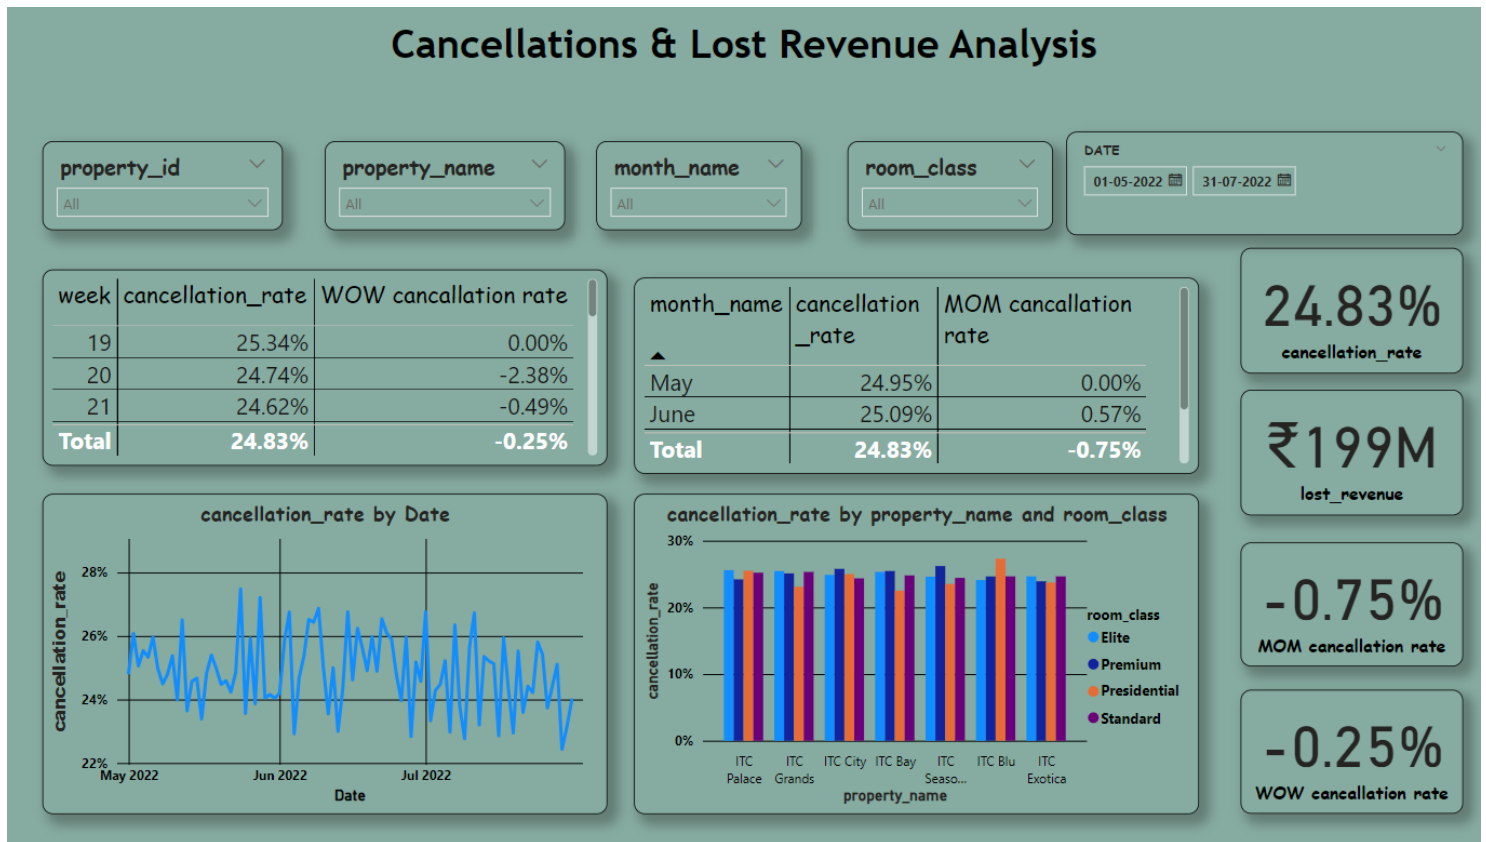 Cancellations & Lost Revenue Analysis
property_id
All
property_name
All
month_name
All
room_class
All
DATE
01-05-2022 31-07-2022
week cancellation_rate WOW cancallation rate
19 25.34% 0.00%
20 24.74% -2.38%
21 24.62% -0.49%
Total 24.83% -0.25%
month_name cancellation MOM cancallation
_rate rate
May 24.95% 0.00%
June 25.09% 0.57%
Total 24.83% -0.75%
24.83%
cancellation_rate
₹199M
lost_revenue
-0.75%
MOM cancallation rate
-0.25%
WOW cancallation rate
cancellation_rate by Date
cancellation_rate
28%
26%
24%
22%
May 2022 Jun 2022 Jul 2022
Date
cancellation_rate by property_name and room_class
cancellation_rate
30%
20%
10%
0%
ITC ITC ITC City ITC Bay ITC ITC Blu ITC
Palace Grands Seaso... Exotica
property_name
room_class
Elite
Premium
Presidential
Standard